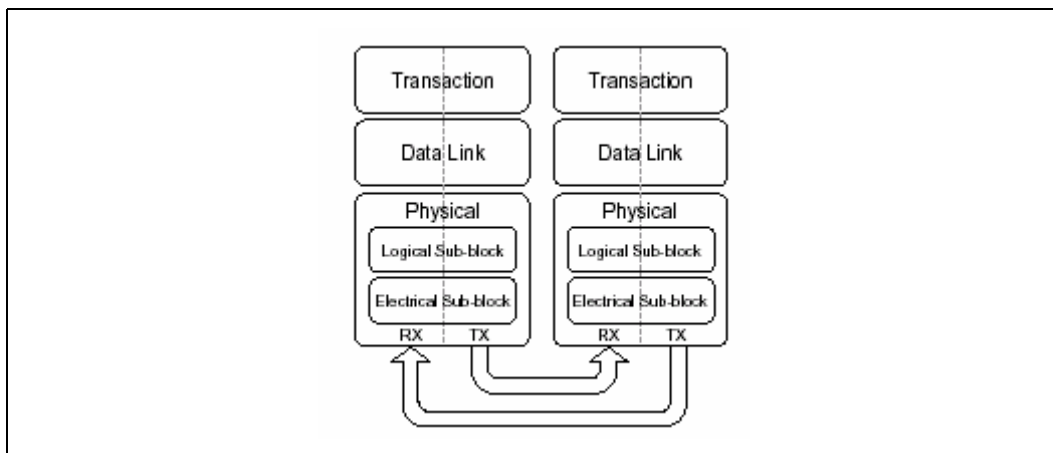 Transaction
Transaction
Data Link
Data Link
Physical
Physical
Logical Sub-block
Logical Sub-block
Electrical Sub-block
Electrical Sub-block
RX TX
RX TX